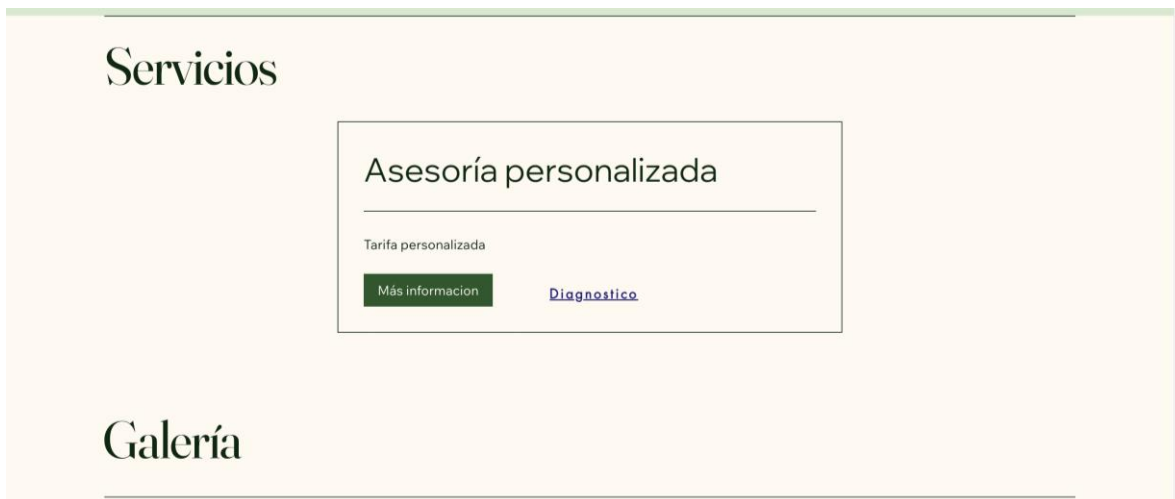 Servicios
Asesoría personalizada
Tarifa personalizada
Más informacion
Diagnostico
Galería